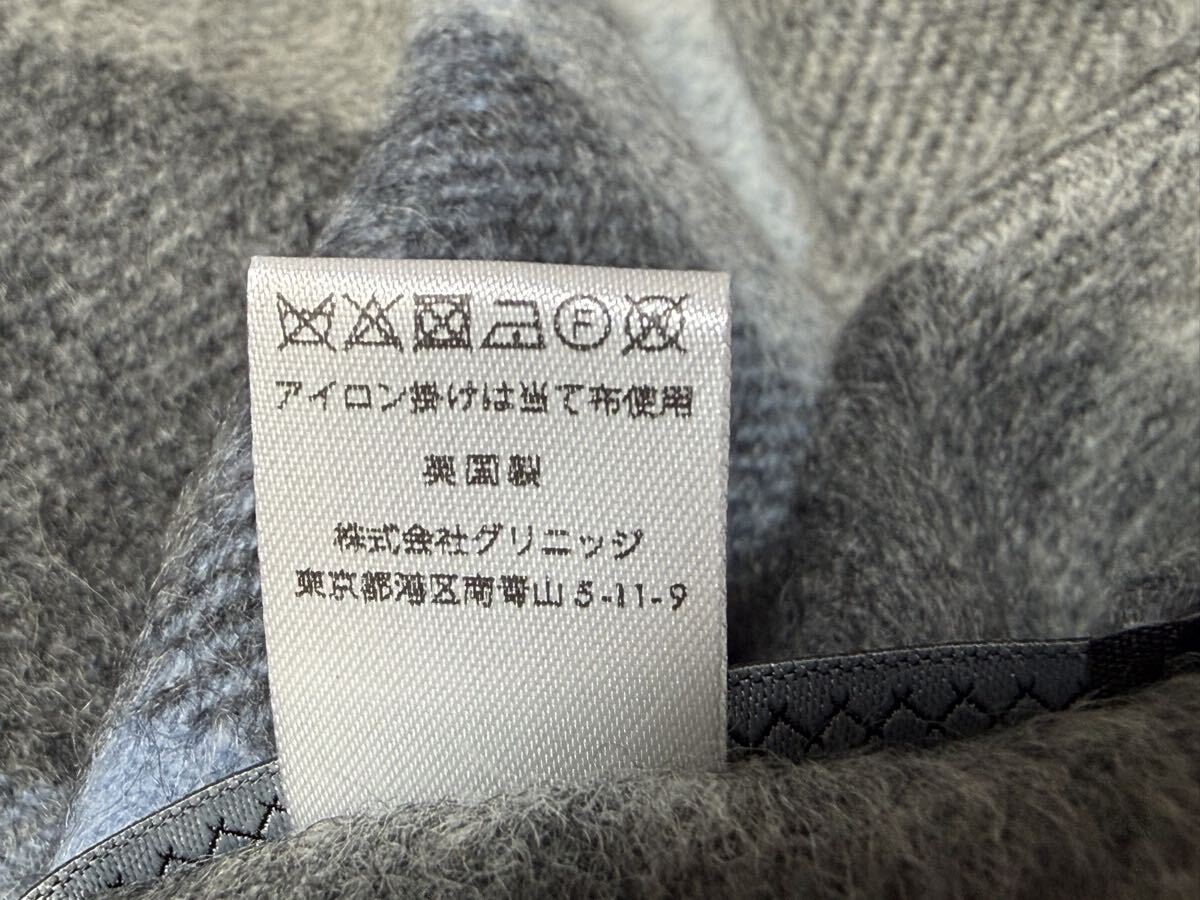 F
アイロン掛けは当て布使用
英国製
株式会社グリニッジ
東京都港区南青山5-11-9